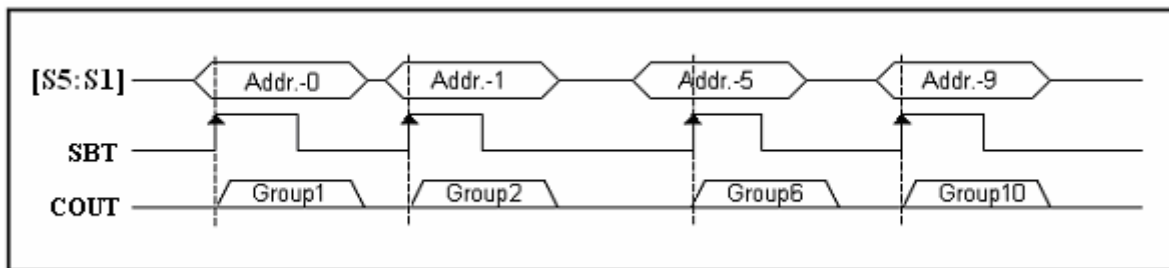 [S5:S1] Addr.-0 Addr.-1 Addr.-5 Addr.-9
SBT
COUT Group1 Group2 Group6 Group10